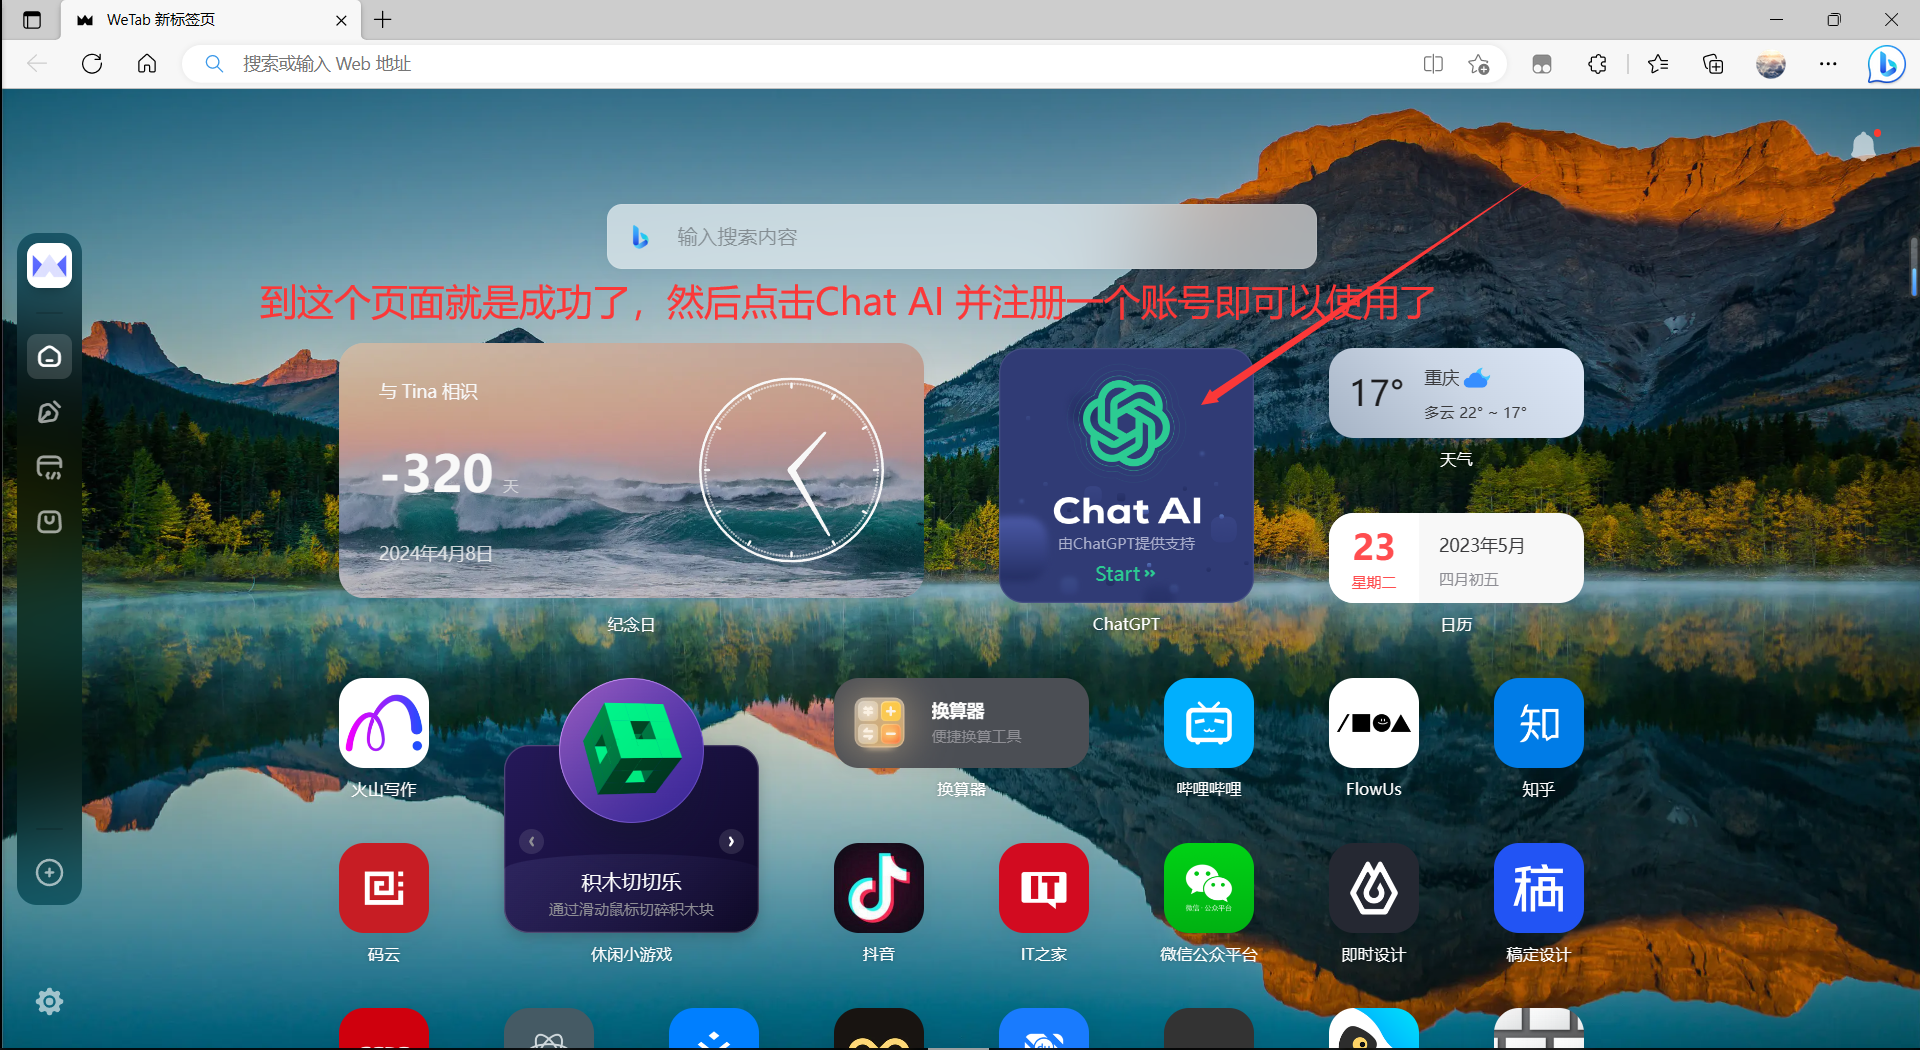 WeTab 新标签页
搜索或输入 Web 地址
输入搜索内容
到这个页面就是成功了，然后点击Chat AI 并注册一个账号即可以使用了
与 Tina 相识
-320 天
2024年4月8日
纪念日
Chat AI
由ChatGPT提供支持
Start
ChatGPT
17°
重庆
多云 22° ~ 17°
天气
23
星期二
2023年5月
四月初五
日历
火山写作
积木切切乐
通过滑动鼠标切碎积木块
休闲小游戏
换算器
便捷换算工具
换算器
哔哩哔哩
FlowUs
知
知乎
码云
抖音
IT
IT之家
微信·公众平台
微信公众平台
即时设计
稿
稿定设计